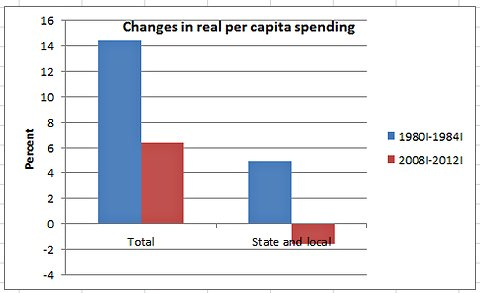 Changes in real per capita spending
16
14
12
10
8
6
4
2
0
-2
-4
Percent
Total
State and local
1980I-1984I
2008I-2012I